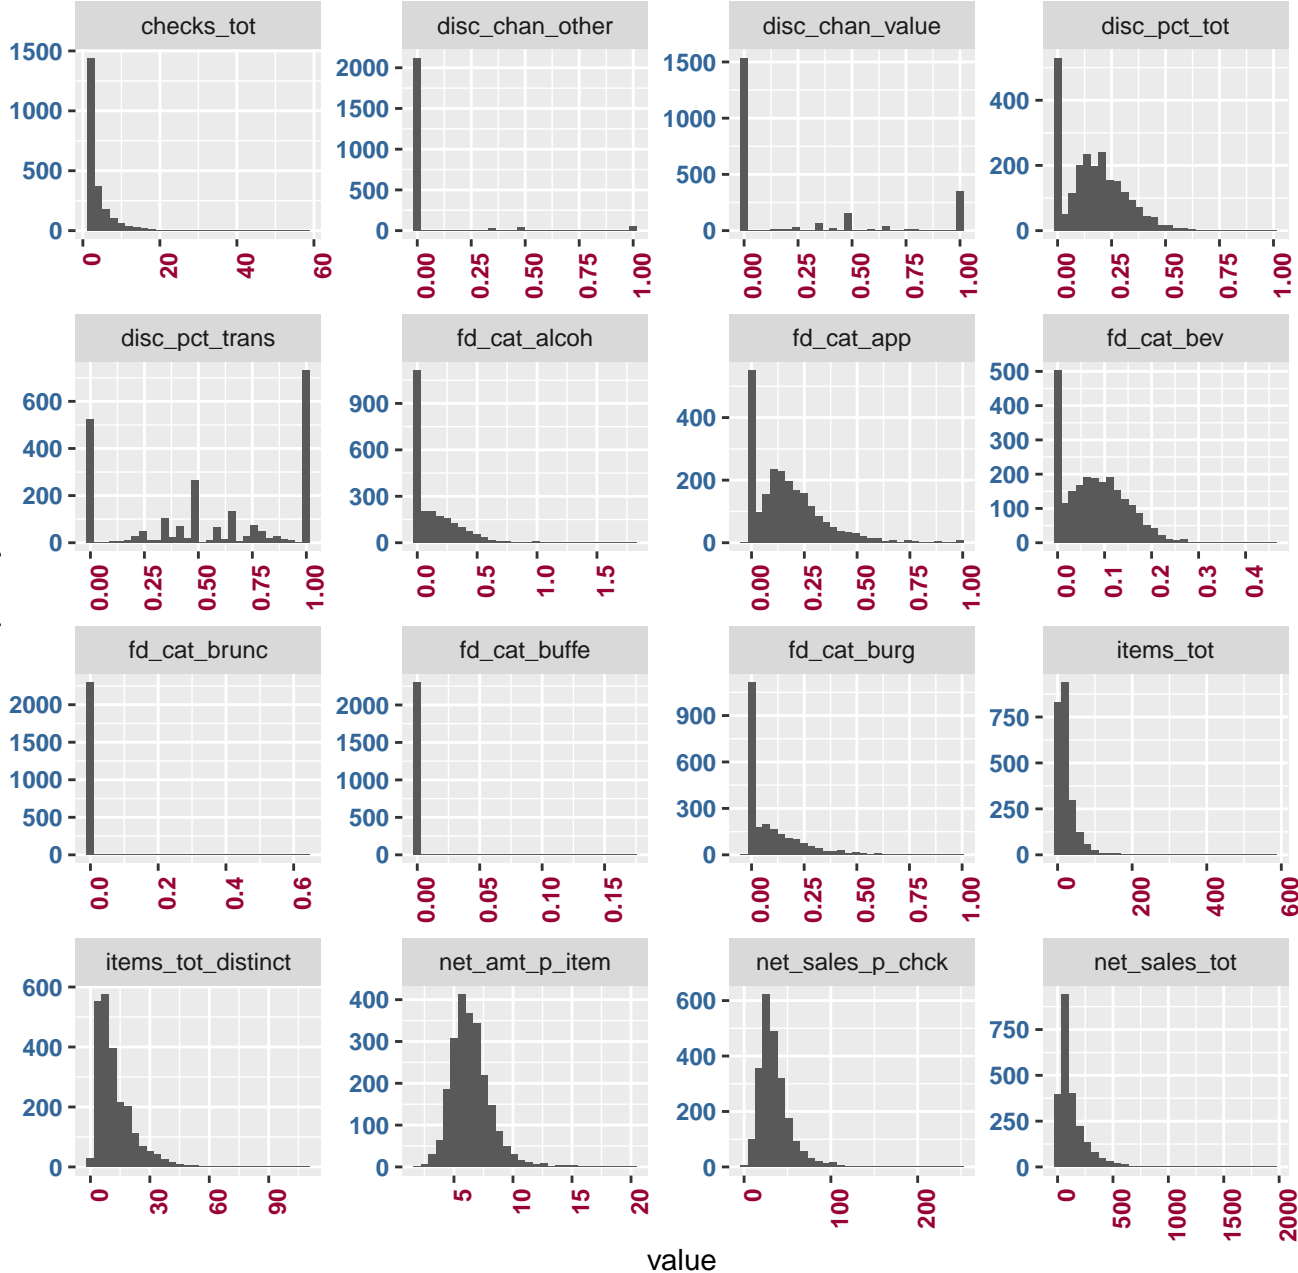 checks_tot disc_chan_other disc_chan_value disc_pct_tot
1500 1000 500 0
2000 1500 1000 500 0
1500 1000 500 0
400 200 0
0 20 40 60
0.00 0.25 0.50 0.75 1.00
0.00 0.25 0.50 0.75 1.00
0.00 0.25 0.50 0.75 1.00
disc_pct_trans fd_cat_alcoh fd_cat_app fd_cat_bev
600 400 200 0
900 600 300 0
400 200 0
500 400 300 200 100 0
0.00 0.25 0.50 0.75 1.00
0.0 0.5 1.0 1.5
0.00 0.25 0.50 0.75 1.00
0.0 0.1 0.2 0.3 0.4
fd_cat_brunc fd_cat_buffe fd_cat_burg items_tot
2000 1500 1000 500 0
2000 1500 1000 500 0
900 600 300 0
750 500 250 0
0.0 0.2 0.4 0.6
0.00 0.05 0.10 0.15
0.00 0.25 0.50 0.75 1.00
0 200 400 600
items_tot_distinct net_amt_p_item net_sales_p_chck net_sales_tot
600 400 200 0
400 300 200 100 0
600 400 200 0
750 500 250 0
0 30 60 90
5 10 15 20
0 100 200
0 500 1000 1500 2000
value